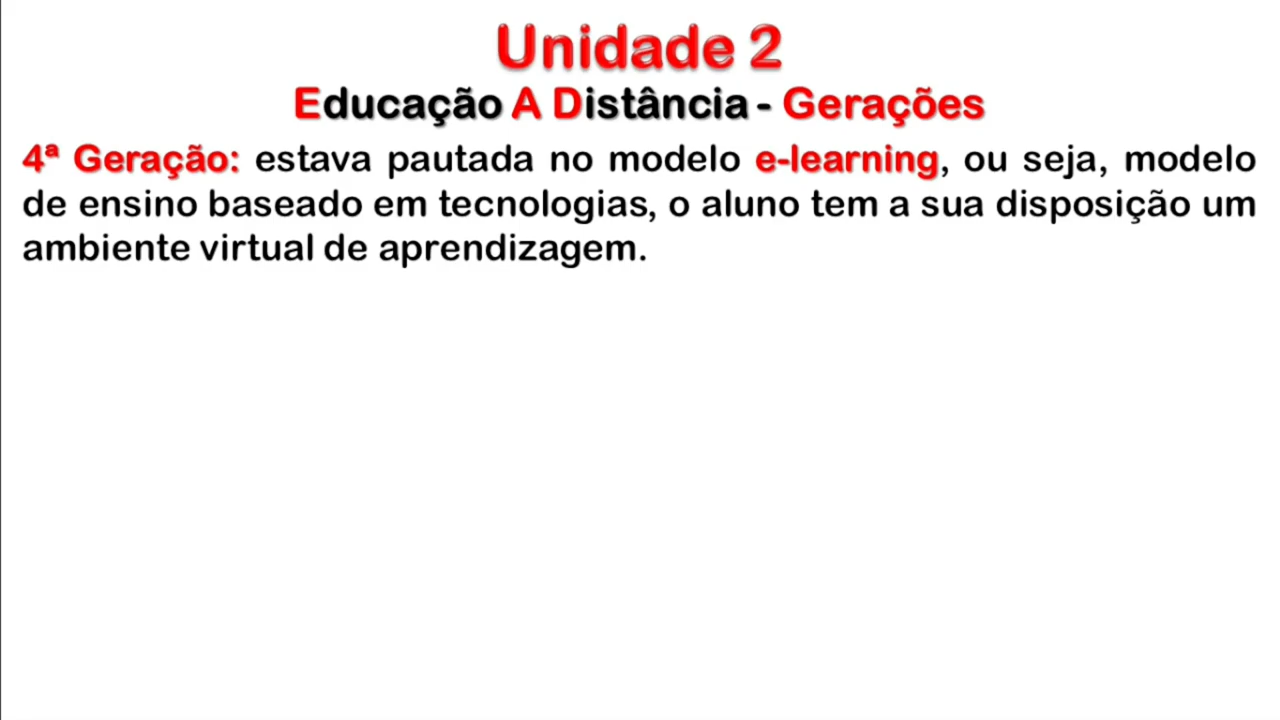 Unidade 2
Educação A Distância - Gerações
4ª Geração: estava pautada no modelo e-learning, ou seja, modelo
de ensino baseado em tecnologias, o aluno tem a sua disposição um
ambiente virtual de aprendizagem.